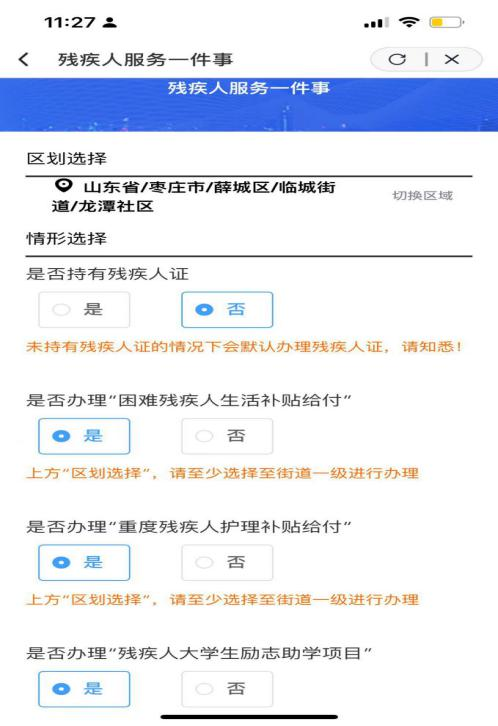 11:27
残疾人服务一件事
残疾人服务一件事
区划选择
山东省/枣庄市/薛城区/临城街
道/龙潭社区
切换区域
情形选择
是否持有残疾人证
是
否
未持有残疾人证的情况下会默认办理残疾人证，请知悉！
是否办理“困难残疾人生活补贴给付”
是
否
上方“区划选择”，请至少选择至街道一级进行办理
是否办理“重度残疾人护理补贴给付”
是
否
上方“区划选择”，请至少选择至街道一级进行办理
是否办理“残疾人大学生励志助学项目”
是
否